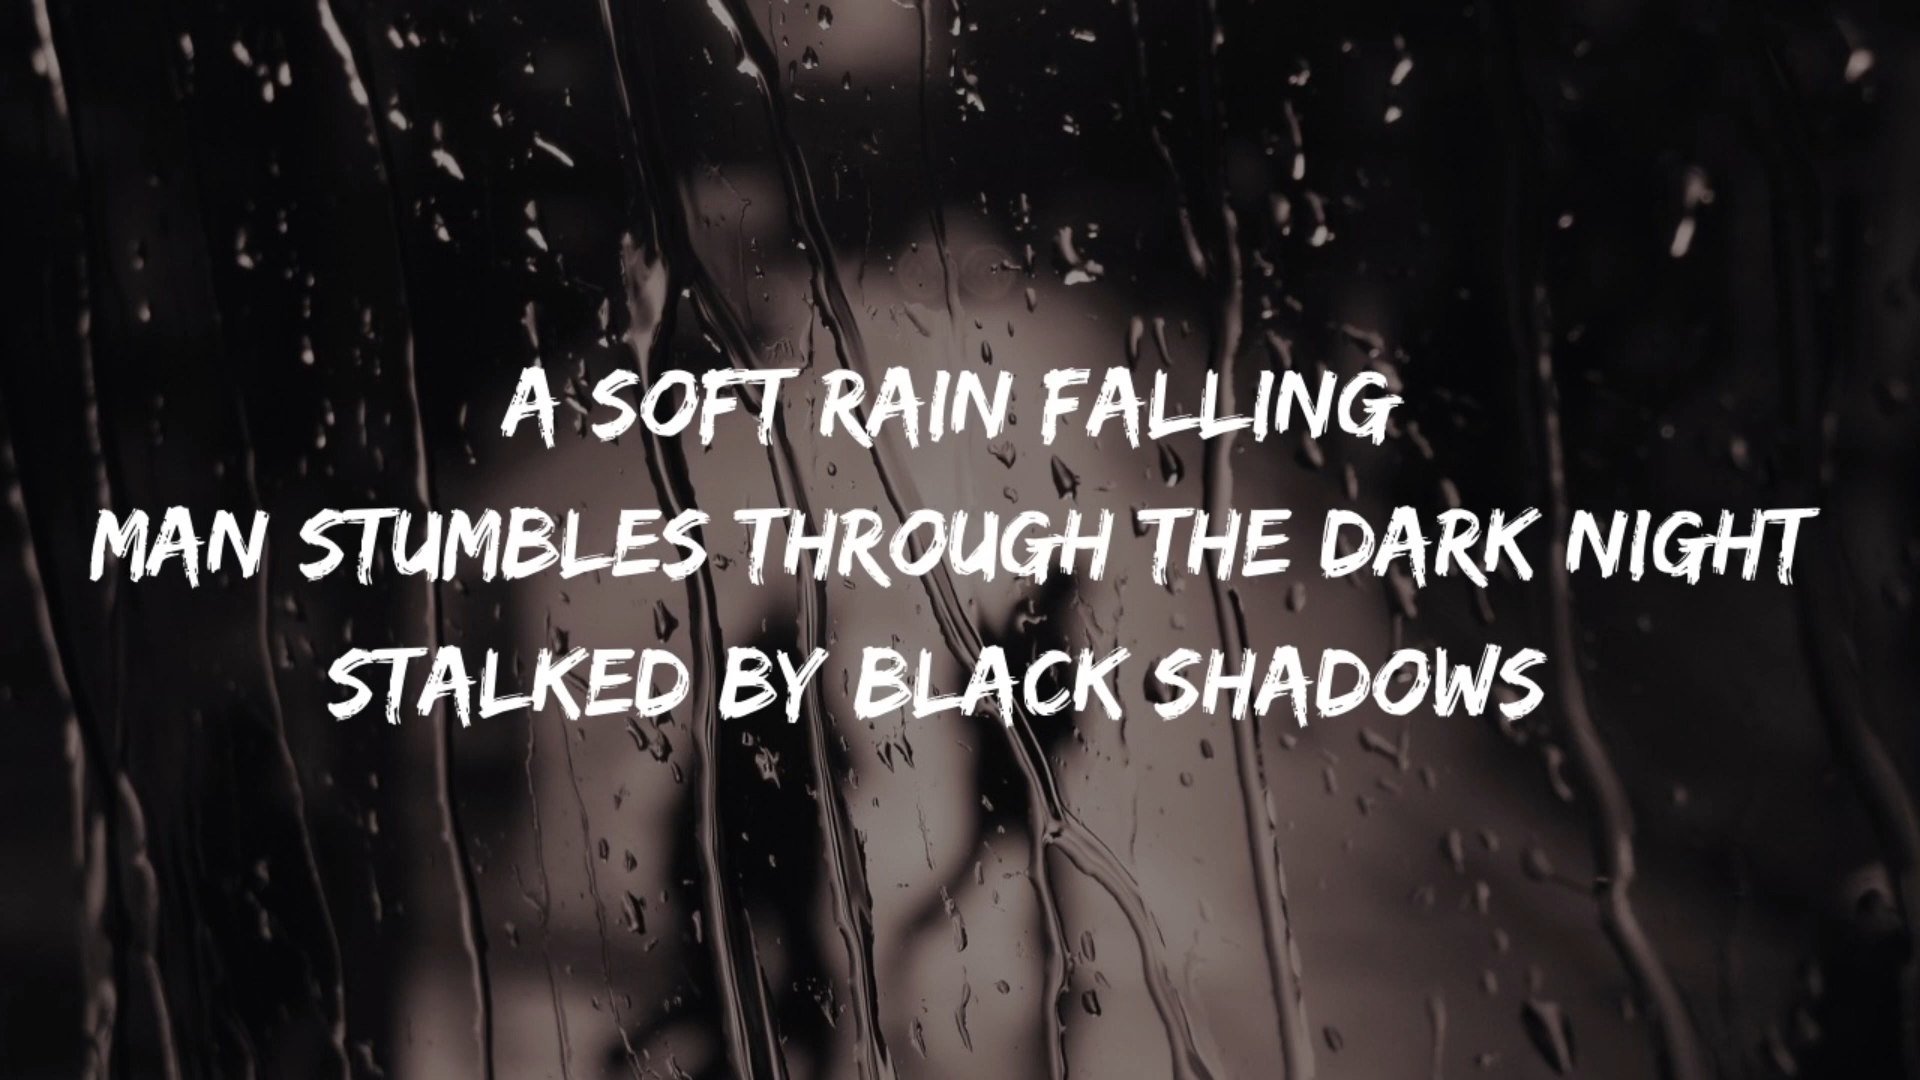 A SOFT RAIN FALLING
MAN STUMBLES THROUGH THE DARK NIGHT
STALKED BY BLACK SHADOWS